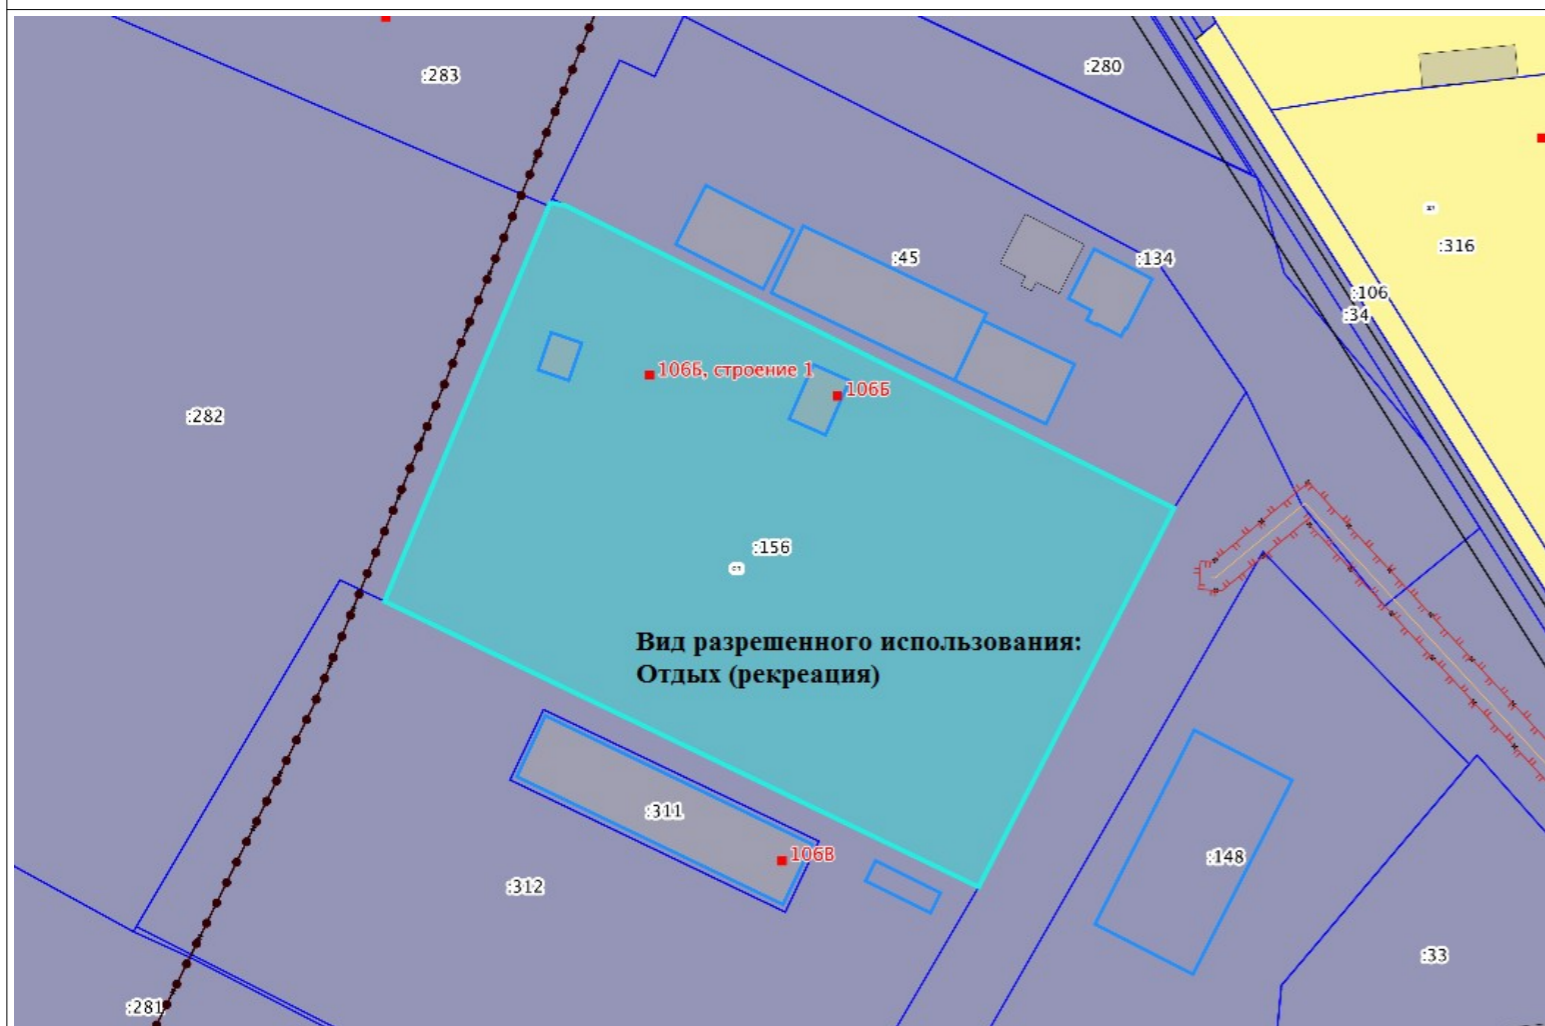 :283
:280
:316
:45
:134
:106
:34
106Б, строение 1
106Б
:282
:156
Вид разрешенного использования:
Отдых (рекреация)
:311
106В
:148
:312
:33
:281